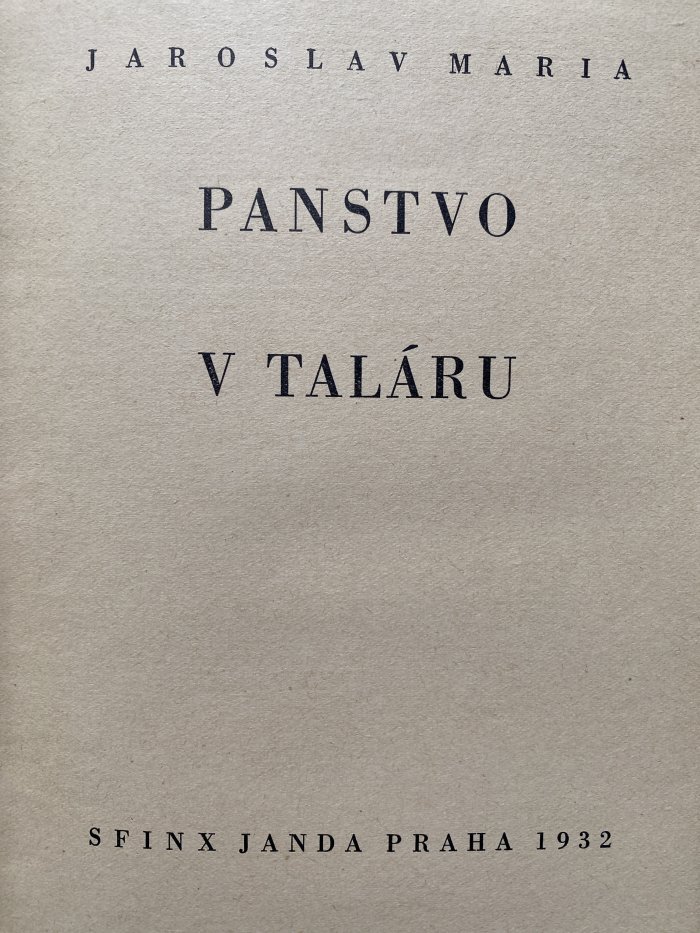 JAROSLAV MARIA
PANSTVO
V TALÁRU
SFINX JANDA PRAHA 1932